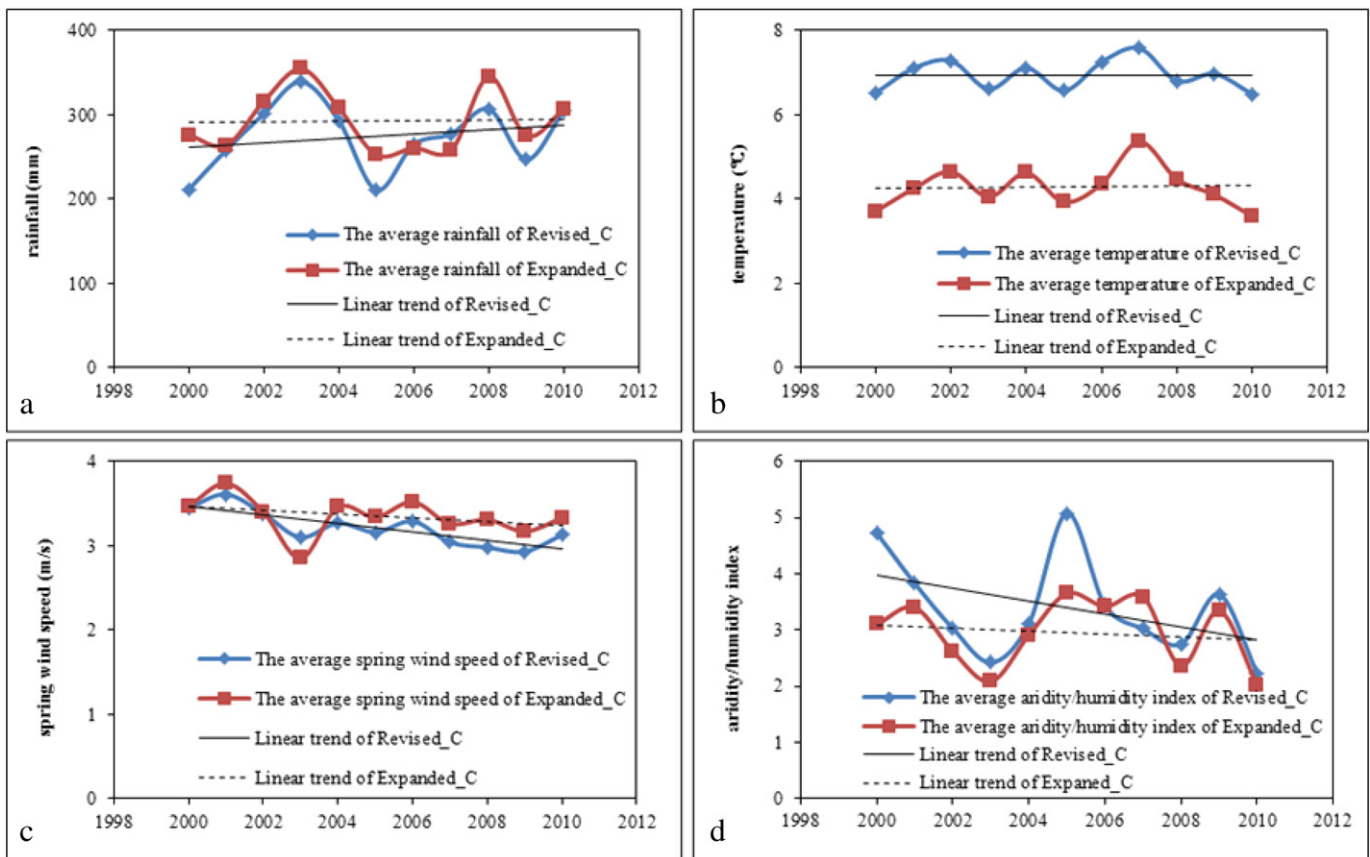 400
300
200
100
0
rainfall (mm)
The average rainfall of Revised_C
The average rainfall of Expanded_C
Linear trend of Revised_C
Linear trend of Expanded_C
1998 2000 2002 2004 2006 2008 2010 2012
a
8
6
4
2
0
temperature (℃)
The average temperature of Revised_C
The average temperature of Expanded_C
Linear trend of Revised_C
Linear trend of Expanded_C
1998 2000 2002 2004 2006 2008 2010 2012
b
4
3
2
1
0
spring wind speed (m/s)
The average spring wind speed of Revised_C
The average spring wind speed of Expanded_C
Linear trend of Revised_C
Linear trend of Expanded_C
1998 2000 2002 2004 2006 2008 2010 2012
c
6
5
4
3
2
1
0
aridity/humidity index
The average aridity/humidity index of Revised_C
The average aridity/humidity index of Expanded_C
Linear trend of Revised_C
Linear trend of Expaned_C
1998 2000 2002 2004 2006 2008 2010 2012
d